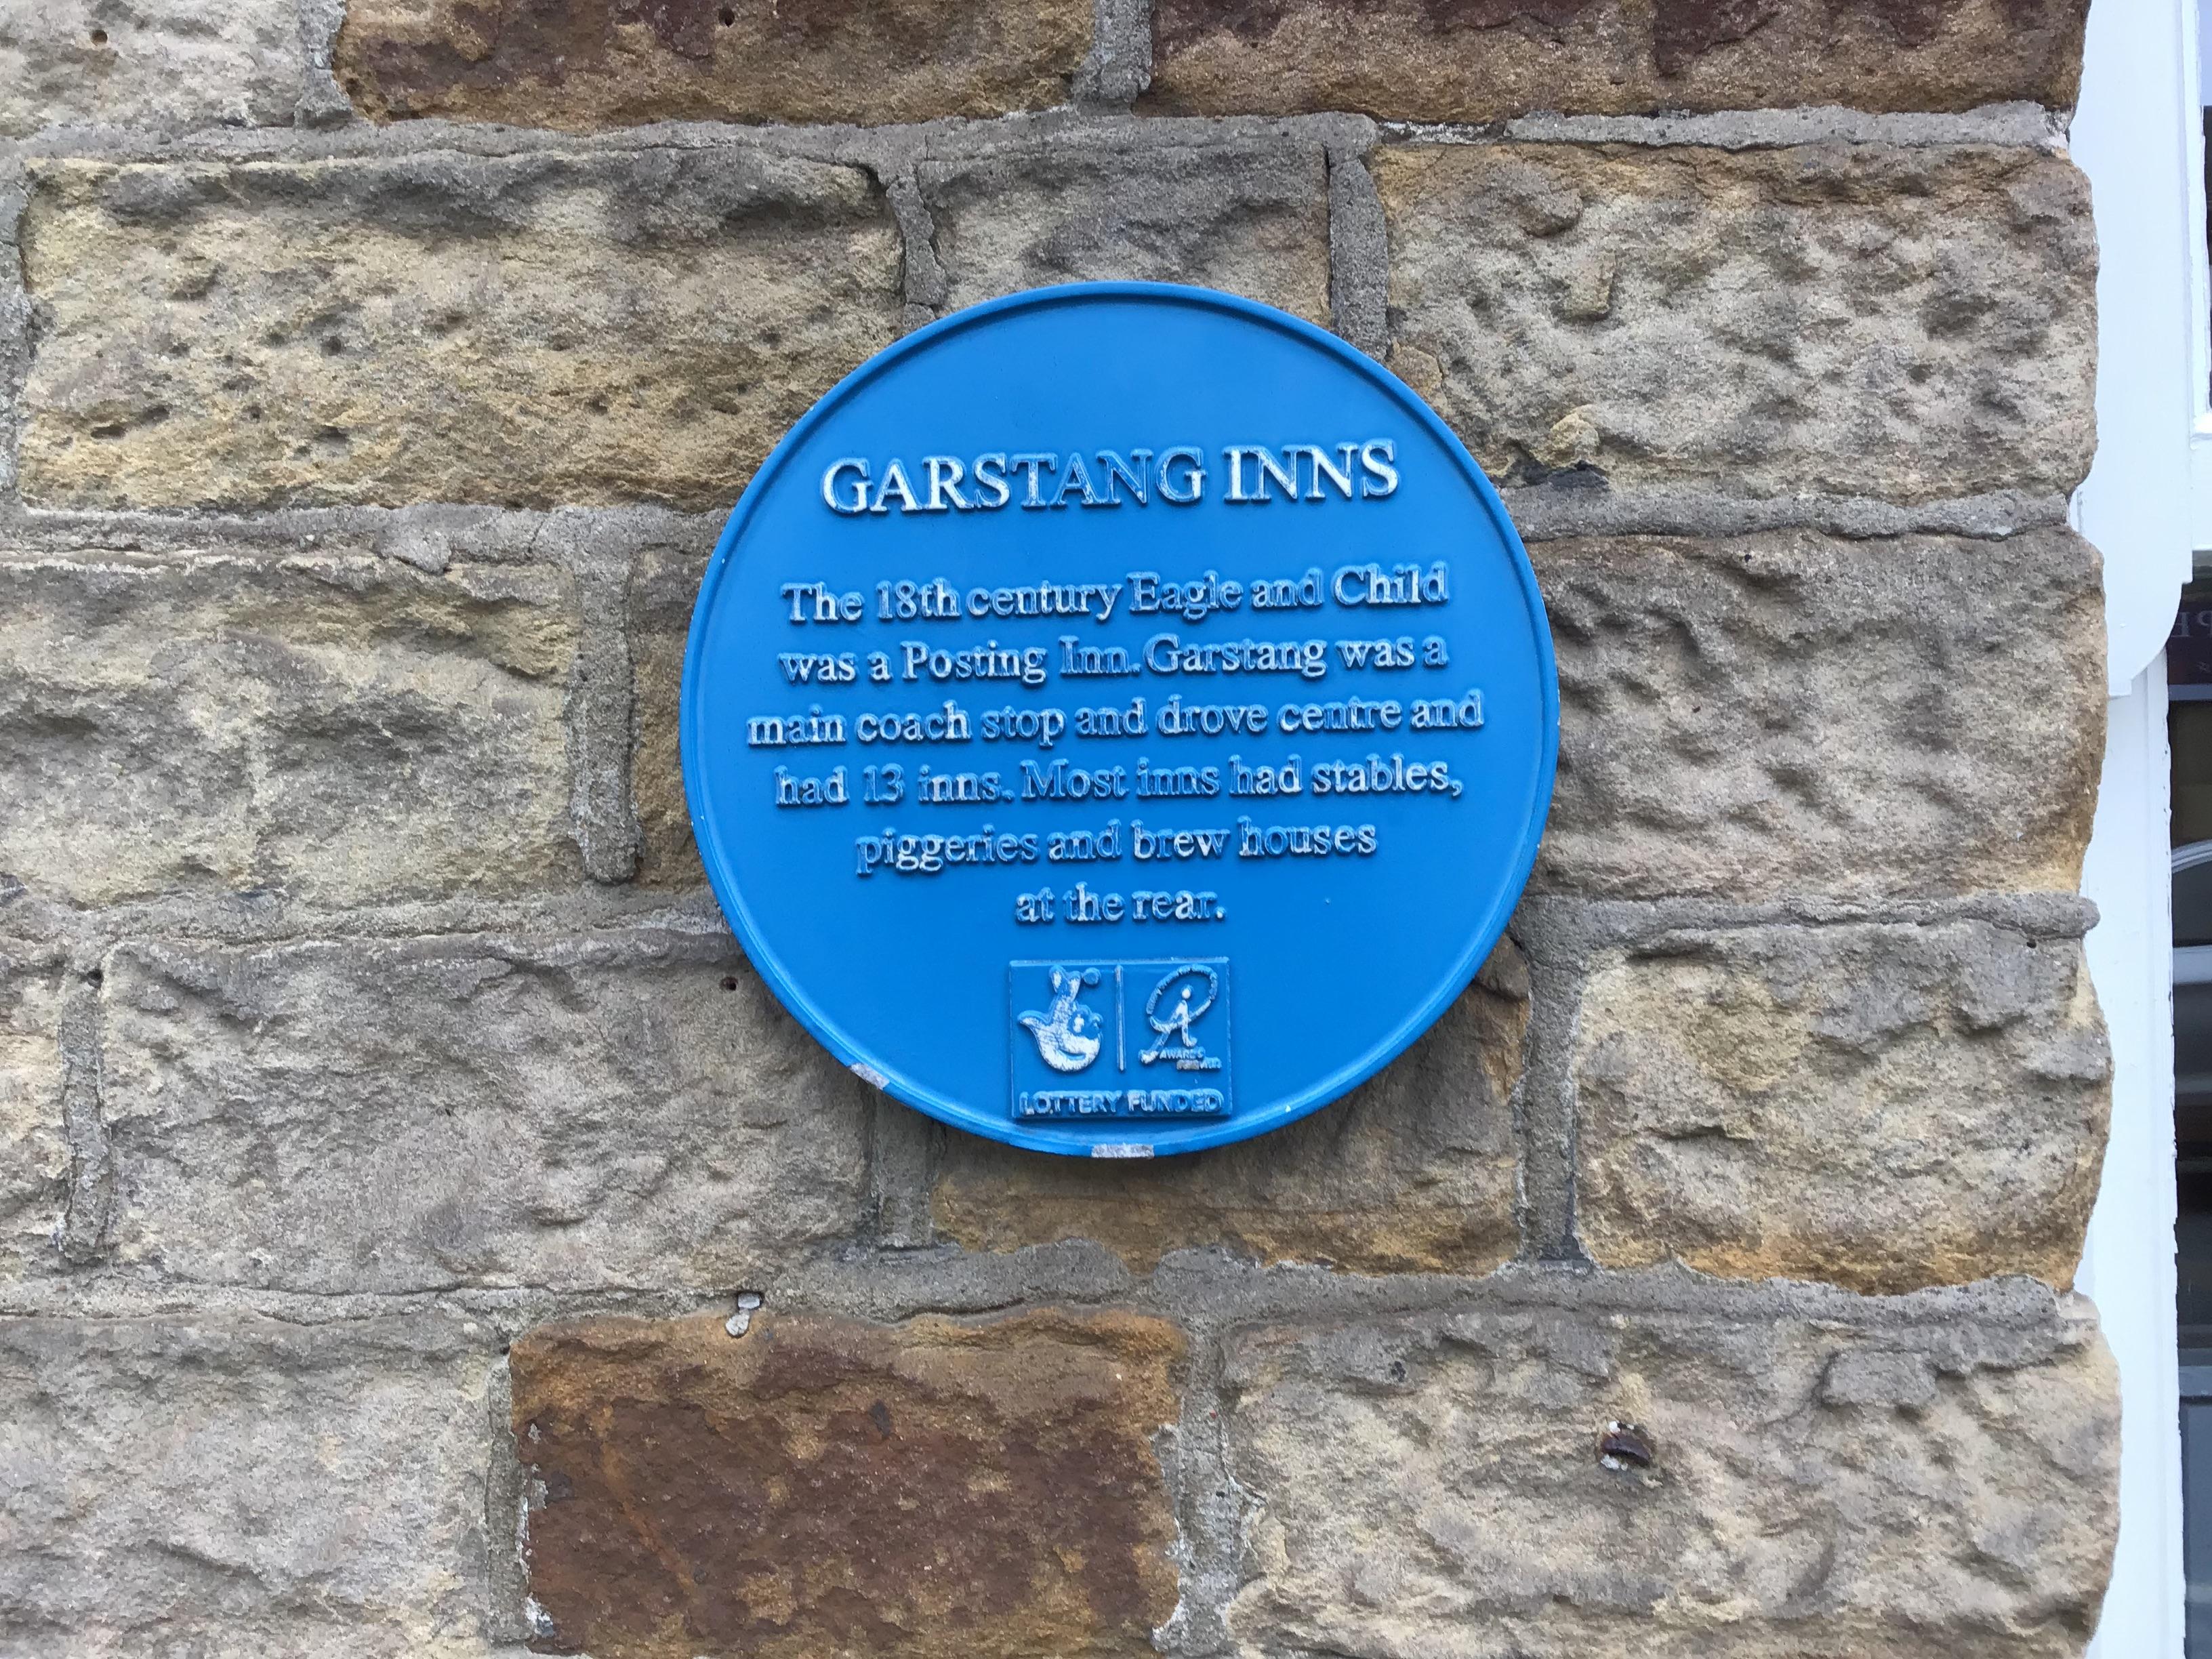 GARSTANG INNS
The 18th century Eagle and Child
was a Posting Inn. Garstang was a
main coach stop and drove centre and
had 13 inns. Most inns had stables,
piggeries and brew houses
at the rear.
AWARDS
LOTTERY FUNDED